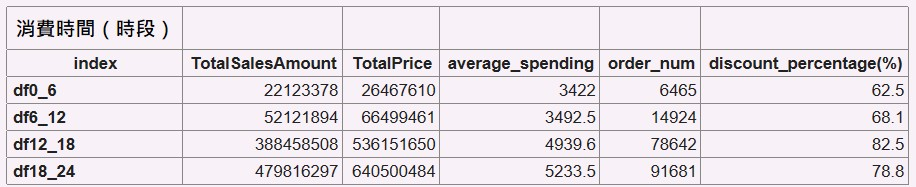 消費時間（時段）
index TotalSalesAmount TotalPrice average_spending order_num discount_percentage(%)
df0_6 22123378 26467610 3422 6465 62.5
df6_12 52121894 66499461 3492.5 14924 68.1
df12_18 388458508 536151650 4939.6 78642 82.5
df18_24 479816297 640500484 5233.5 91681 78.8